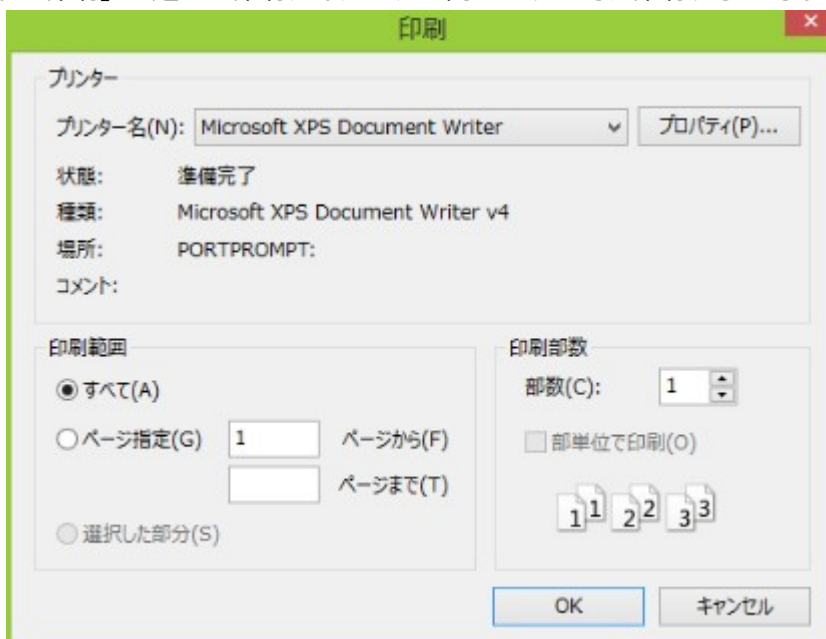 印刷
プリンター
プリンター名(N): Microsoft XPS Document Writer プロパティ(P)...
状態: 準備完了
種類: Microsoft XPS Document Writer v4
場所: PORTPROMPT:
コメント:
印刷範囲
すべて(A)
ページ指定(G) 1 ページから(F)
ページまで(T)
選択した部分(S)
印刷部数
部数(C): 1
部単位で印刷(O)
1 1 2 2 3 3
OK キャンセル